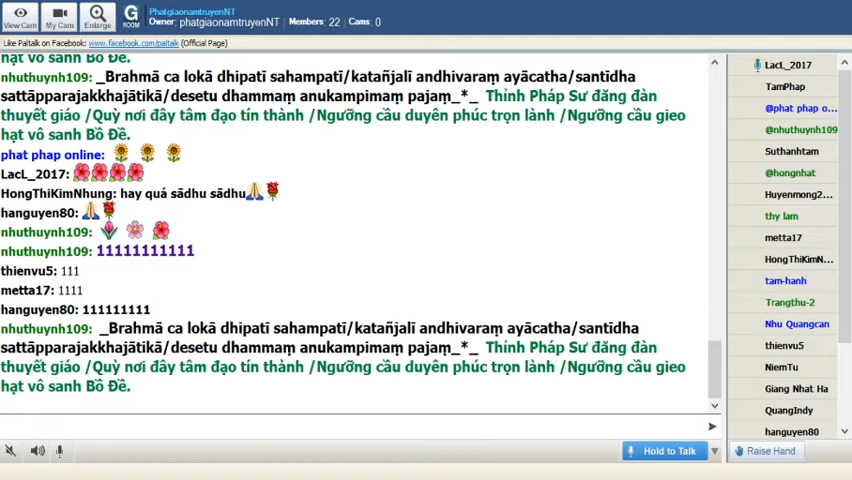 PhatgiaonamtruyenNT
Owner: phatgiaonamtruyenNT Members: 22 Cams: 0
View Cam My Cam Enlarge G ROOM
Like Paltalk on Facebook: www.facebook.com/paltalk (Official Page)
hạt vô sanh Bồ Đề.
nhuthuynh109: _Brahmā ca lokā dhipatī sahampatī/katañjalī andhivaraṃ ayācatha/santīdha
sattāpparajakkhajātikā/desetu dhammaṃ anukampimaṃ pajaṃ_*_ Thỉnh Pháp Sư đăng đàn
thuyết giáo /Quỳ nơi đây tâm đạo tín thành /Ngưỡng cầu duyên phúc trọn lành /Ngưỡng cầu gieo
hạt vô sanh Bồ Đề.
phat phap online:
LacL_2017:
HongThiKimNhung: hay quá sādhu sādhu
hanguyen80:
nhuthuynh109:
nhuthuynh109: 11111111111
thienvu5: 111
metta17: 1111
hanguyen80: 111111111
nhuthuynh109: _Brahmā ca lokā dhipatī sahampatī/katañjalī andhivaraṃ ayācatha/santīdha
sattāpparajakkhajātikā/desetu dhammaṃ anukampimaṃ pajaṃ_*_ Thỉnh Pháp Sư đăng đàn
thuyết giáo /Quỳ nơi đây tâm đạo tín thành /Ngưỡng cầu duyên phúc trọn lành /Ngưỡng cầu gieo
hạt vô sanh Bồ Đề.
Hold to Talk
LacL_2017
TamPhap
@phat phap o...
@nhuthuynh109
Suthanhtam
@hongnhat
Huyenmong2...
thy lam
metta17
HongThiKimN...
tam-hanh
Trangthu-2
Nhu Quangcan
thienvu5
NiemTu
Giang Nhat Ha
QuangIndy
hanguyen80
Raise Hand